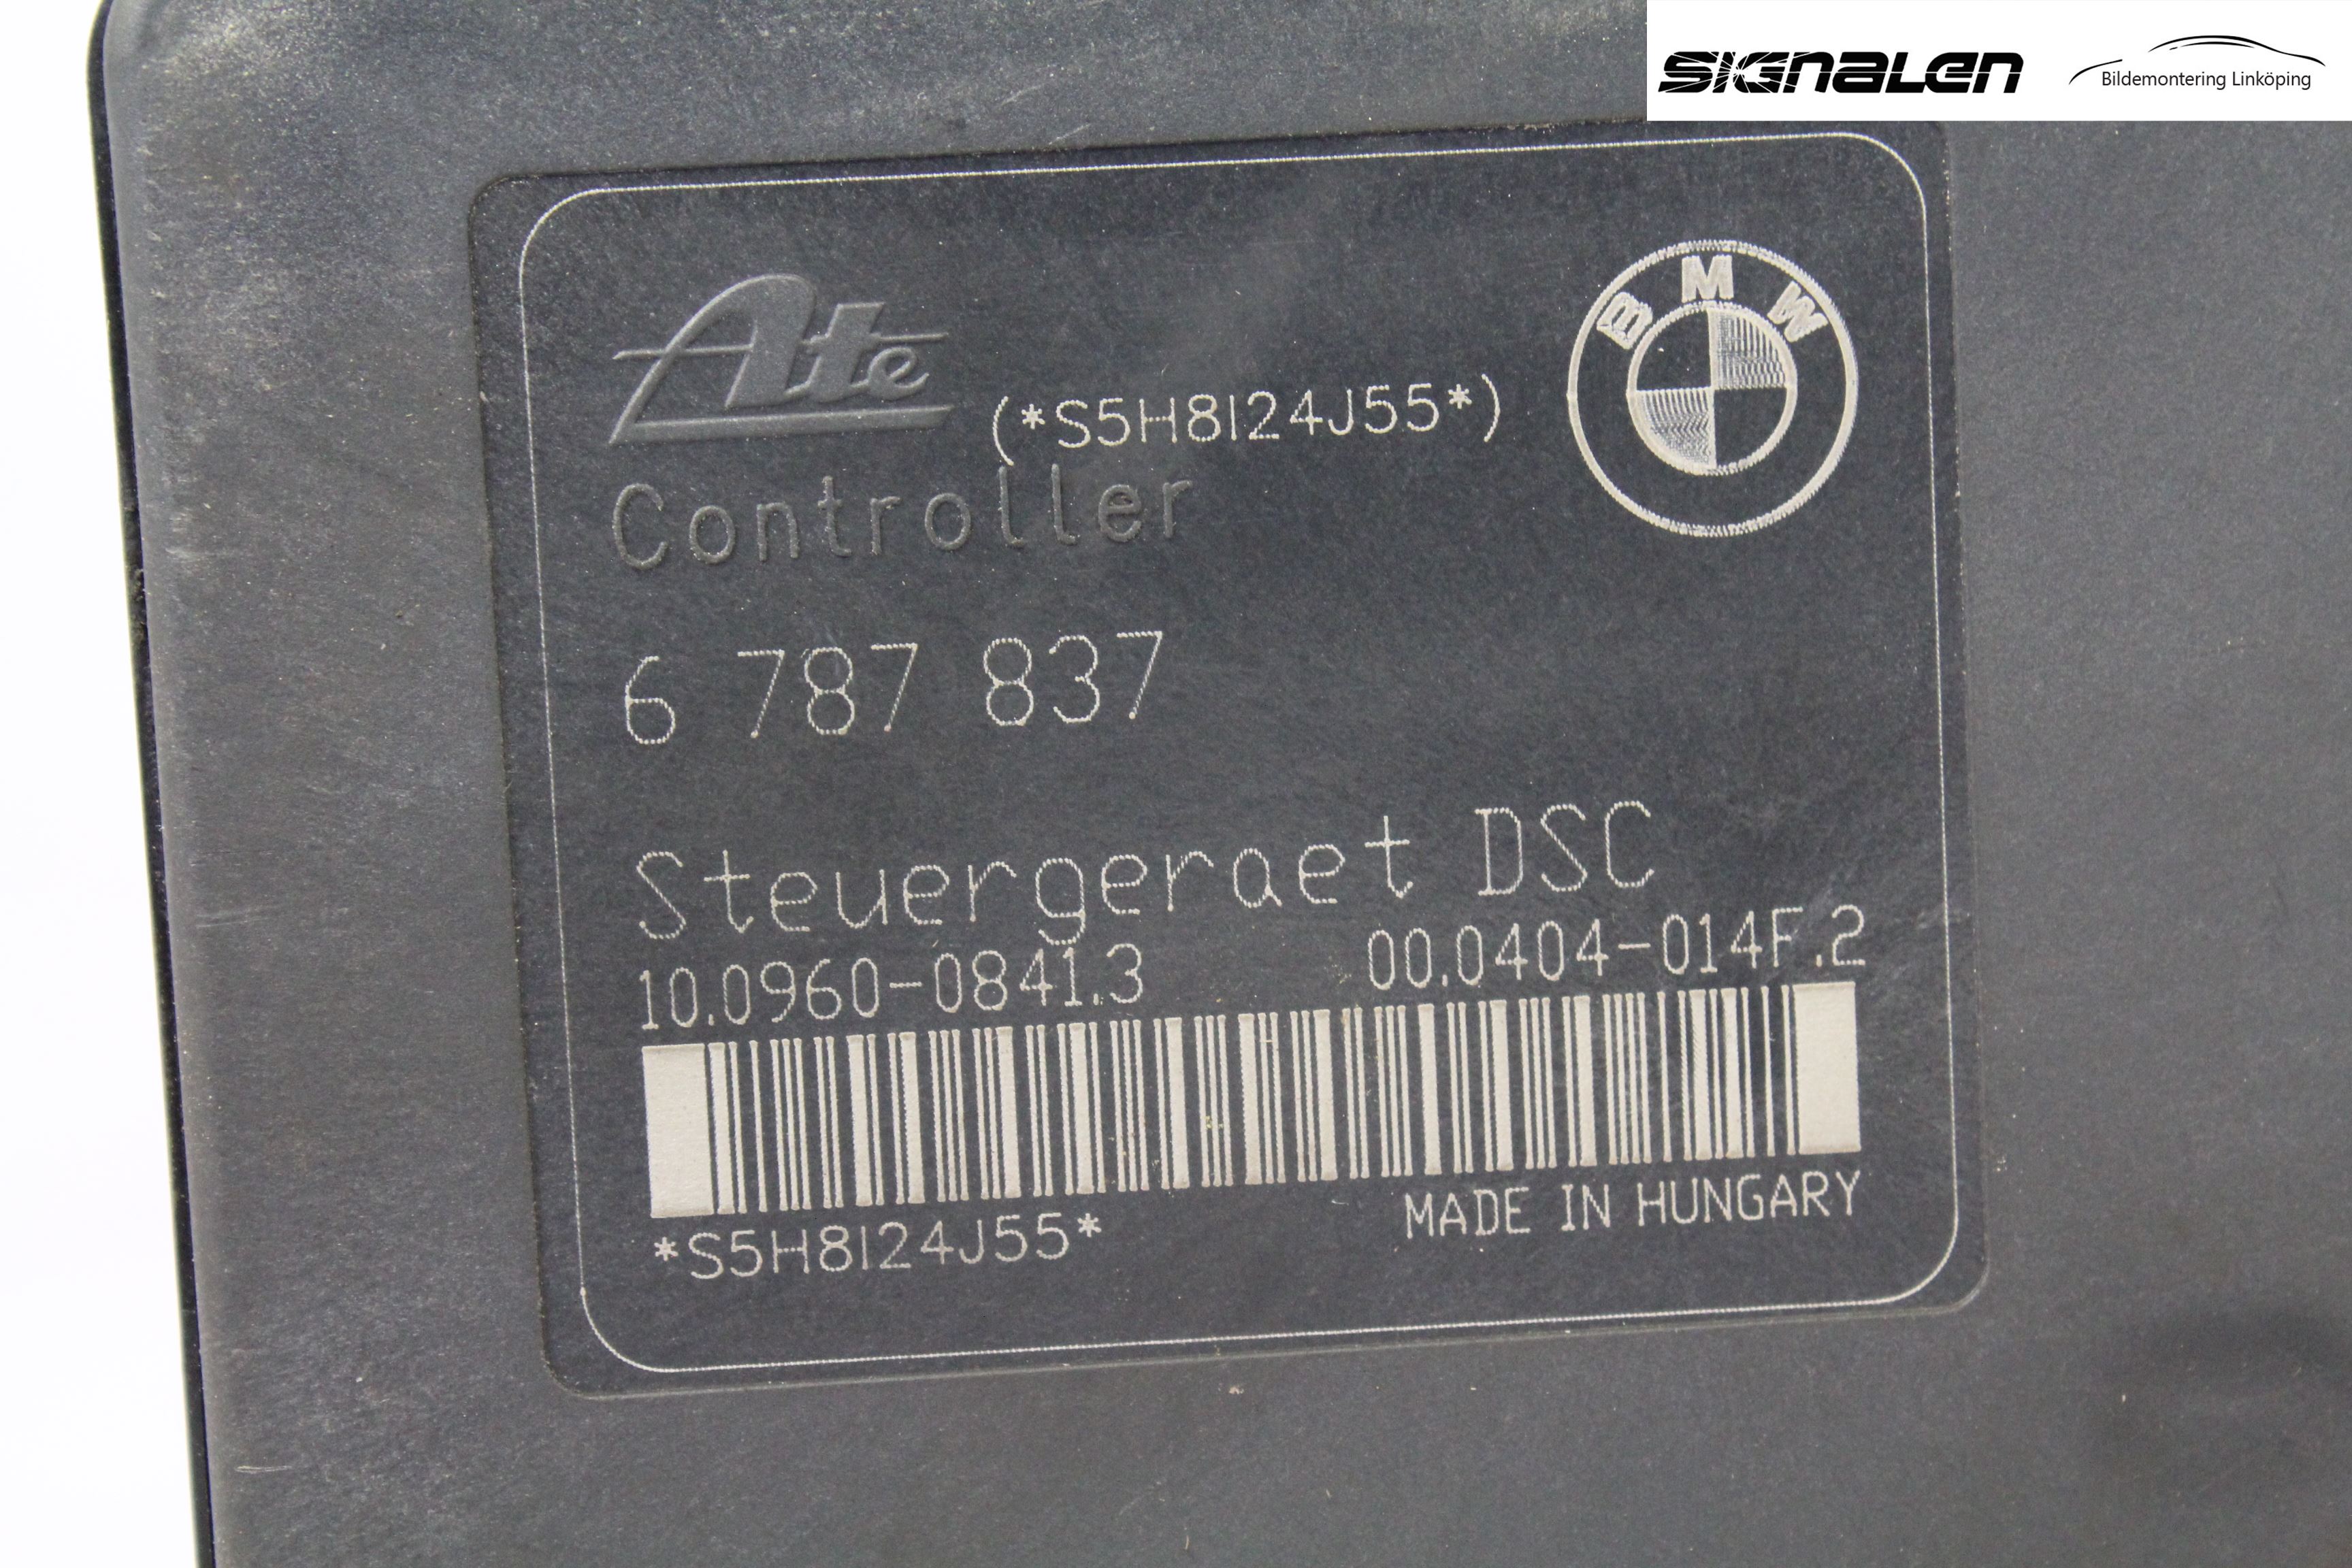 SIGNALEN
Bildemontering Linköping
Ate
(*S5H8I24J55*)
BMW
Controller
6 787 837
Steuergeraet DSC
10.0960-0841.3 00.0404-014F.2
*S5H8I24J55*
MADE IN HUNGARY